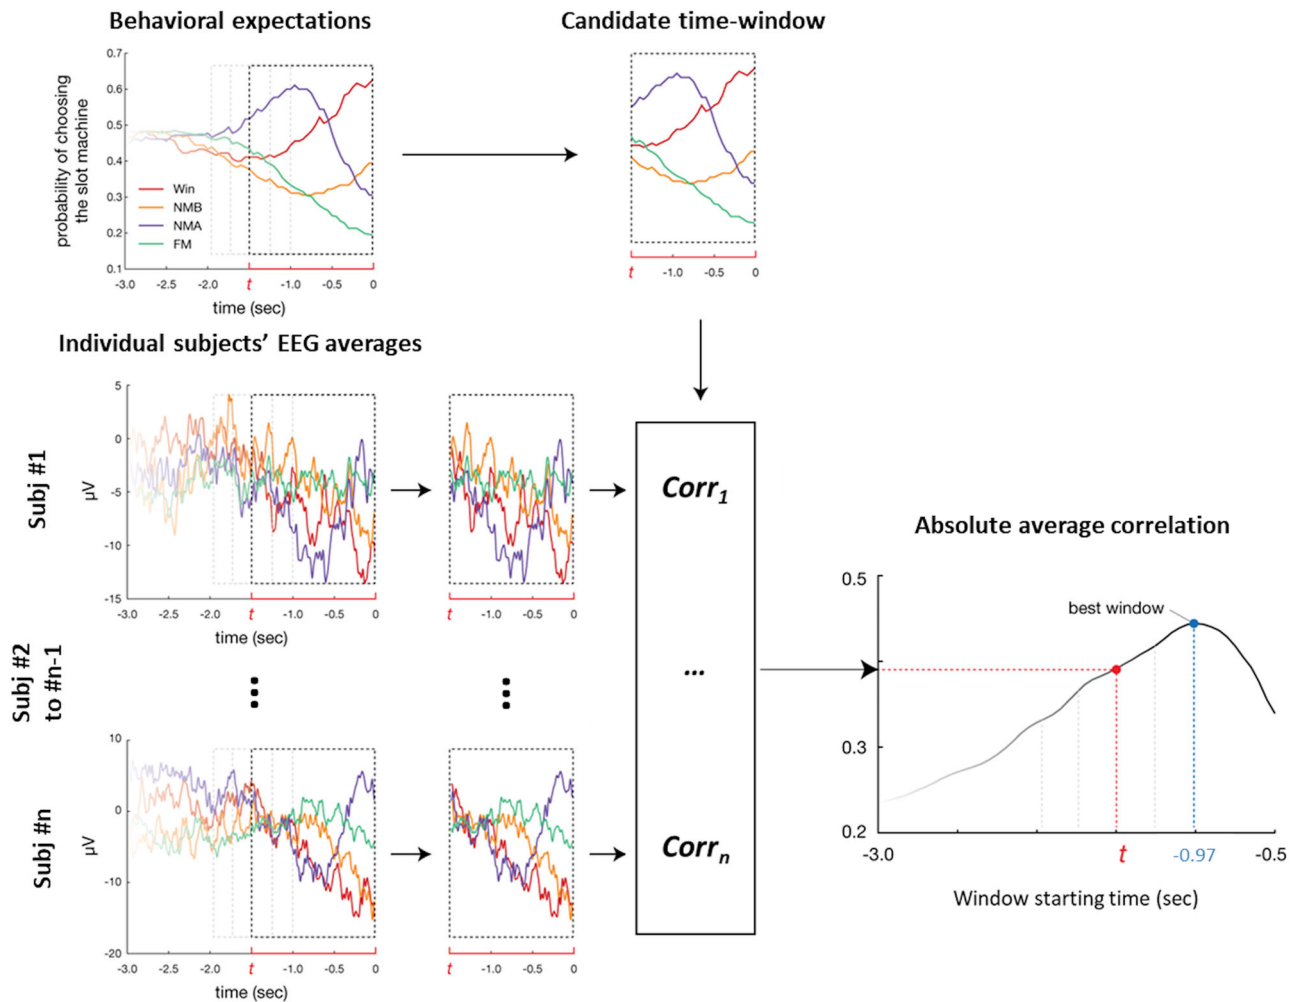 Behavioral expectations
Candidate time-window
probability of choosing
the slot machine
0.7
0.6
0.5
0.4
0.3
0.2
0.1
Win
NMB
NMA
FM
-3.0 -2.5 -2.0 t -1.0 -0.5 0
time (sec)
t -1.0 -0.5 0
Individual subjects' EEG averages
Subj #1
µV
5
0
-5
-10
-15
-3.0 -2.5 -2.0 t -1.0 -0.5 0
time (sec)
t -1.0 -0.5 0
Corr1
Subj #2
to #n-1
...
Subj #n
µV
10
0
-10
-20
-3.0 -2.5 -2.0 t -1.0 -0.5 0
time (sec)
t -1.0 -0.5 0
Corrn
Absolute average correlation
0.5
0.3
0.2
best window
-3.0 t -0.97 -0.5
Window starting time (sec)